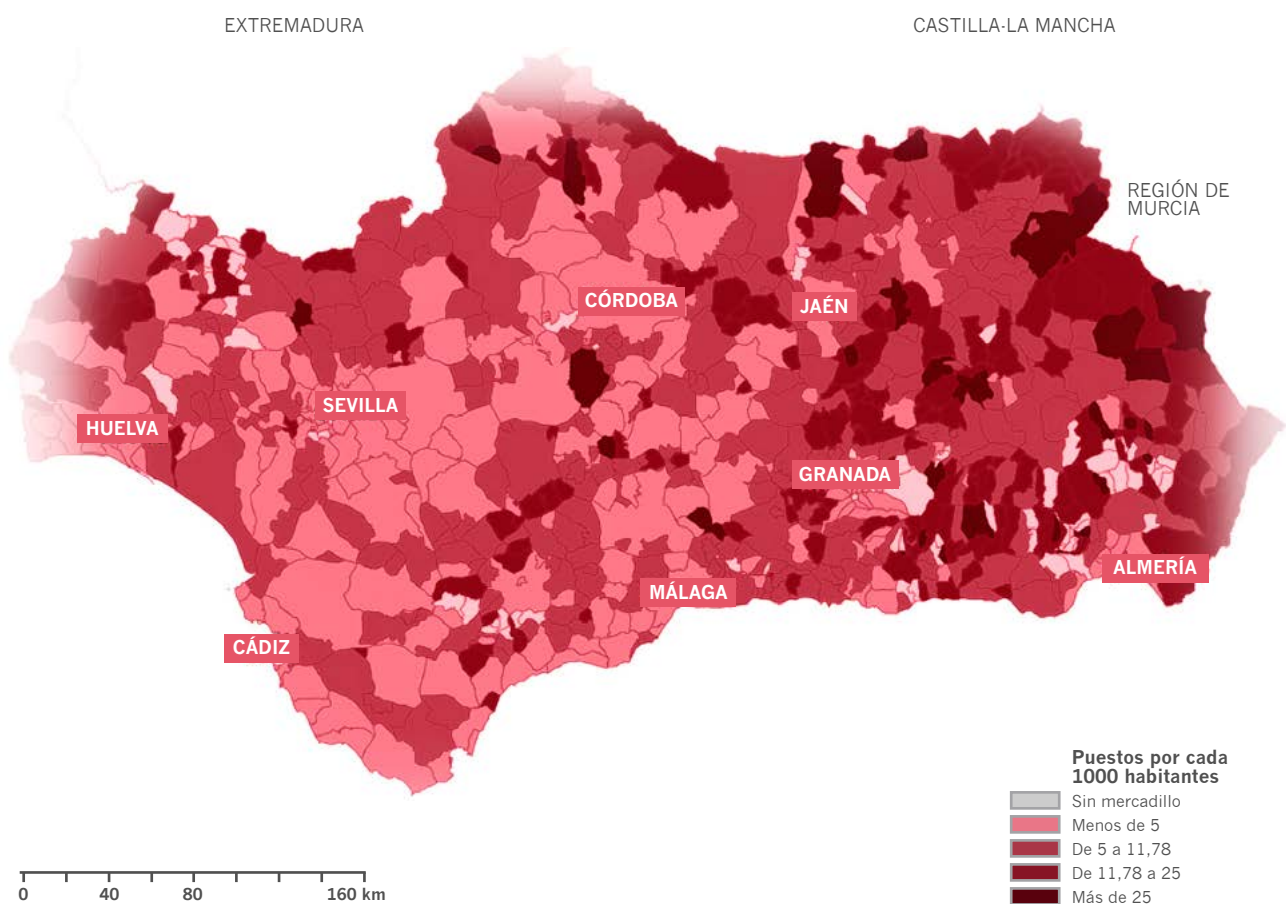 EXTREMADURA
CASTILLA-LA MANCHA
REGIÓN DE
MURCIA
CÓRDOBA
JAÉN
SEVILLA
HUELVA
GRANADA
ALMERÍA
MÁLAGA
CÁDIZ
Puestos por cada
1000 habitantes
Sin mercadillo
Menos de 5
De 5 a 11,78
De 11,78 a 25
Más de 25
0 40 80 160 km